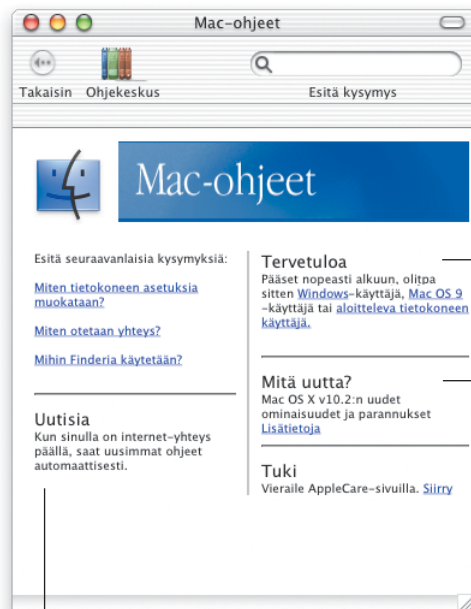 Mac-ohjeet
Takaisin Ohjekeskus
Esitä kysymys
Mac-ohjeet
Esitä seuraavanlaisia kysymyksiä:
Miten tietokoneen asetuksia
muokataan?
Miten otetaan yhteys?
Mihin Finderia käytetään?
Uutisia
Kun sinulla on internet-yhteys
päällä, saat uusimmat ohjeet
automaattisesti.
Tervetuloa
Pääset nopeasti alkuun, olitpa
sitten Windows-käyttäjä, Mac OS 9
-käyttäjä tai aloitteleva tietokoneen
käyttäjä.
Mitä uutta?
Mac OS X v10.2:n uudet
ominaisuudet ja parannukset
Lisätietoja
Tuki
Vieraile AppleCare-sivuilla. Siirry